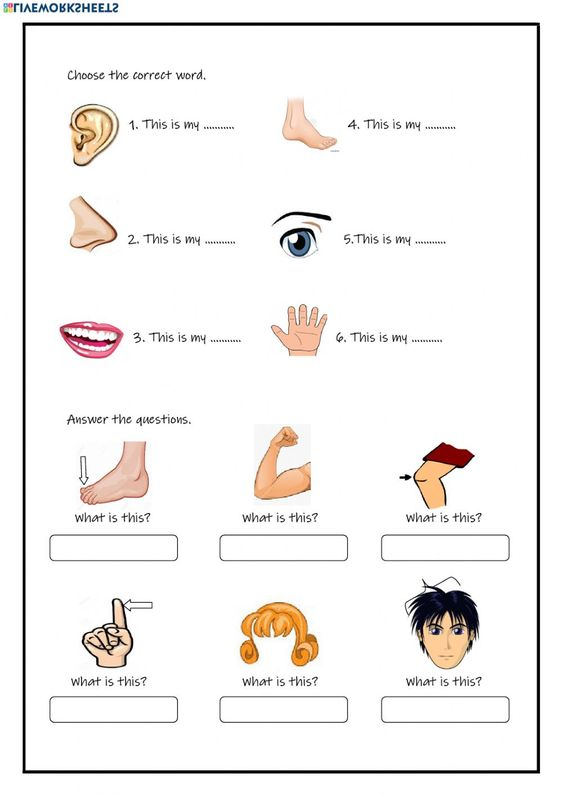 LIVEWORKSHEETS
Choose the correct word.
1. This is my ...........
4. This is my ...........
2. This is my ...........
5.This is my ...........
3. This is my ...........
6. This is my ...........
Answer the questions.
What is this?
What is this?
What is this?
What is this?
What is this?
What is this?